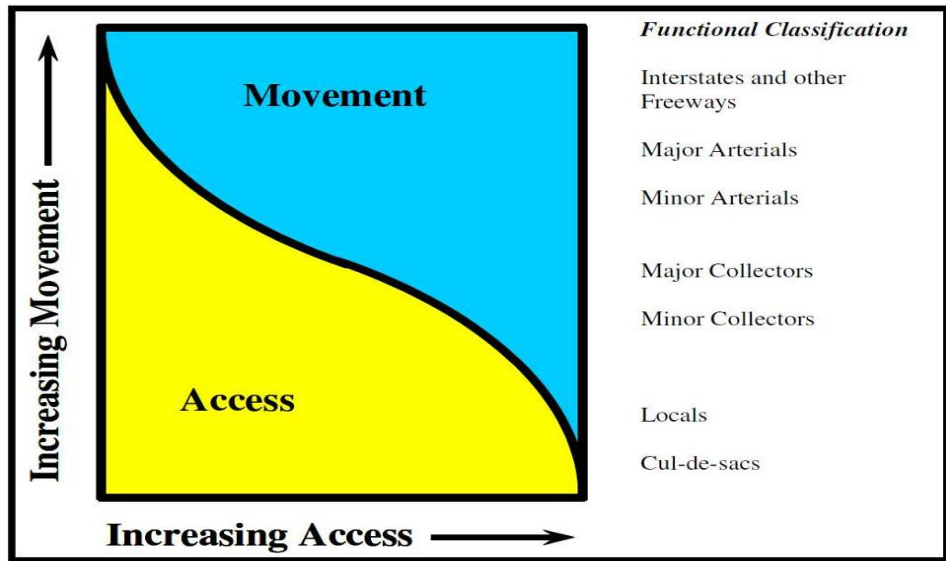 Increasing Movement
Movement
Access
Increasing Access
Functional Classification
Interstates and other
Freeways
Major Arterials
Minor Arterials
Major Collectors
Minor Collectors
Locals
Cul-de-sacs